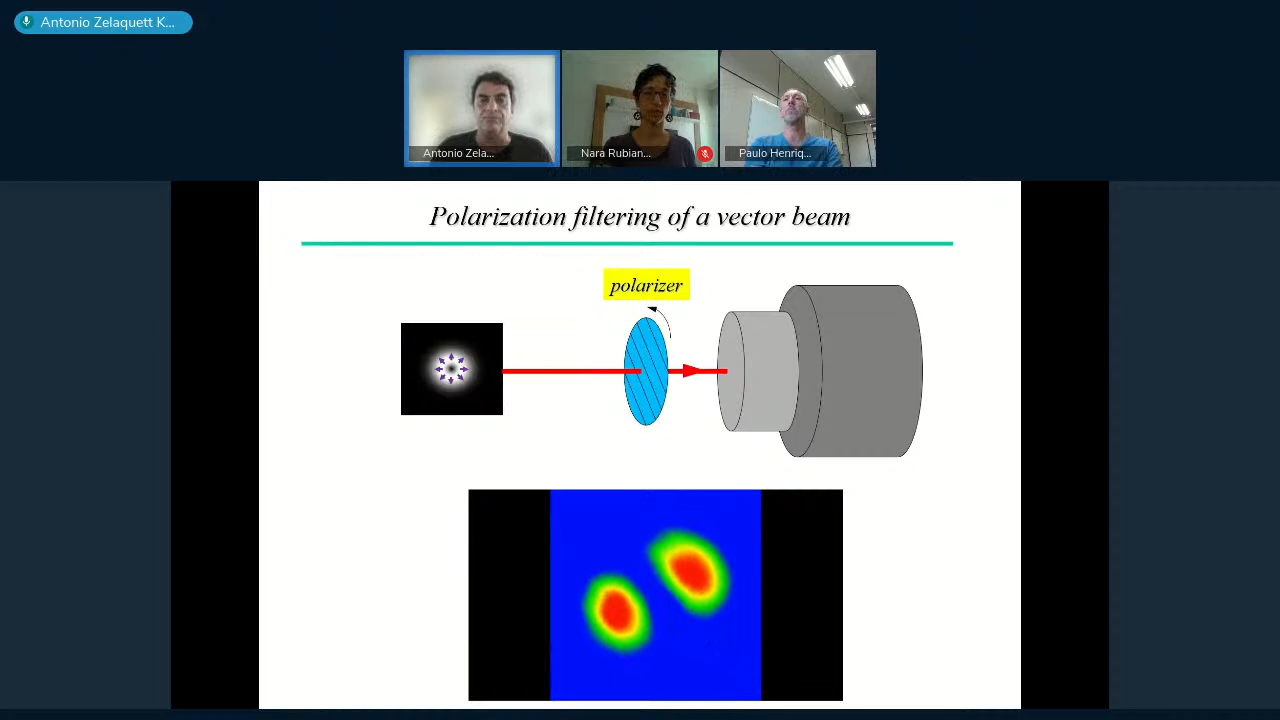 Antonio Zelaquett K...
Antonio Zela...
Nara Rubian...
Paulo Henriq...
Polarization filtering of a vector beam
polarizer